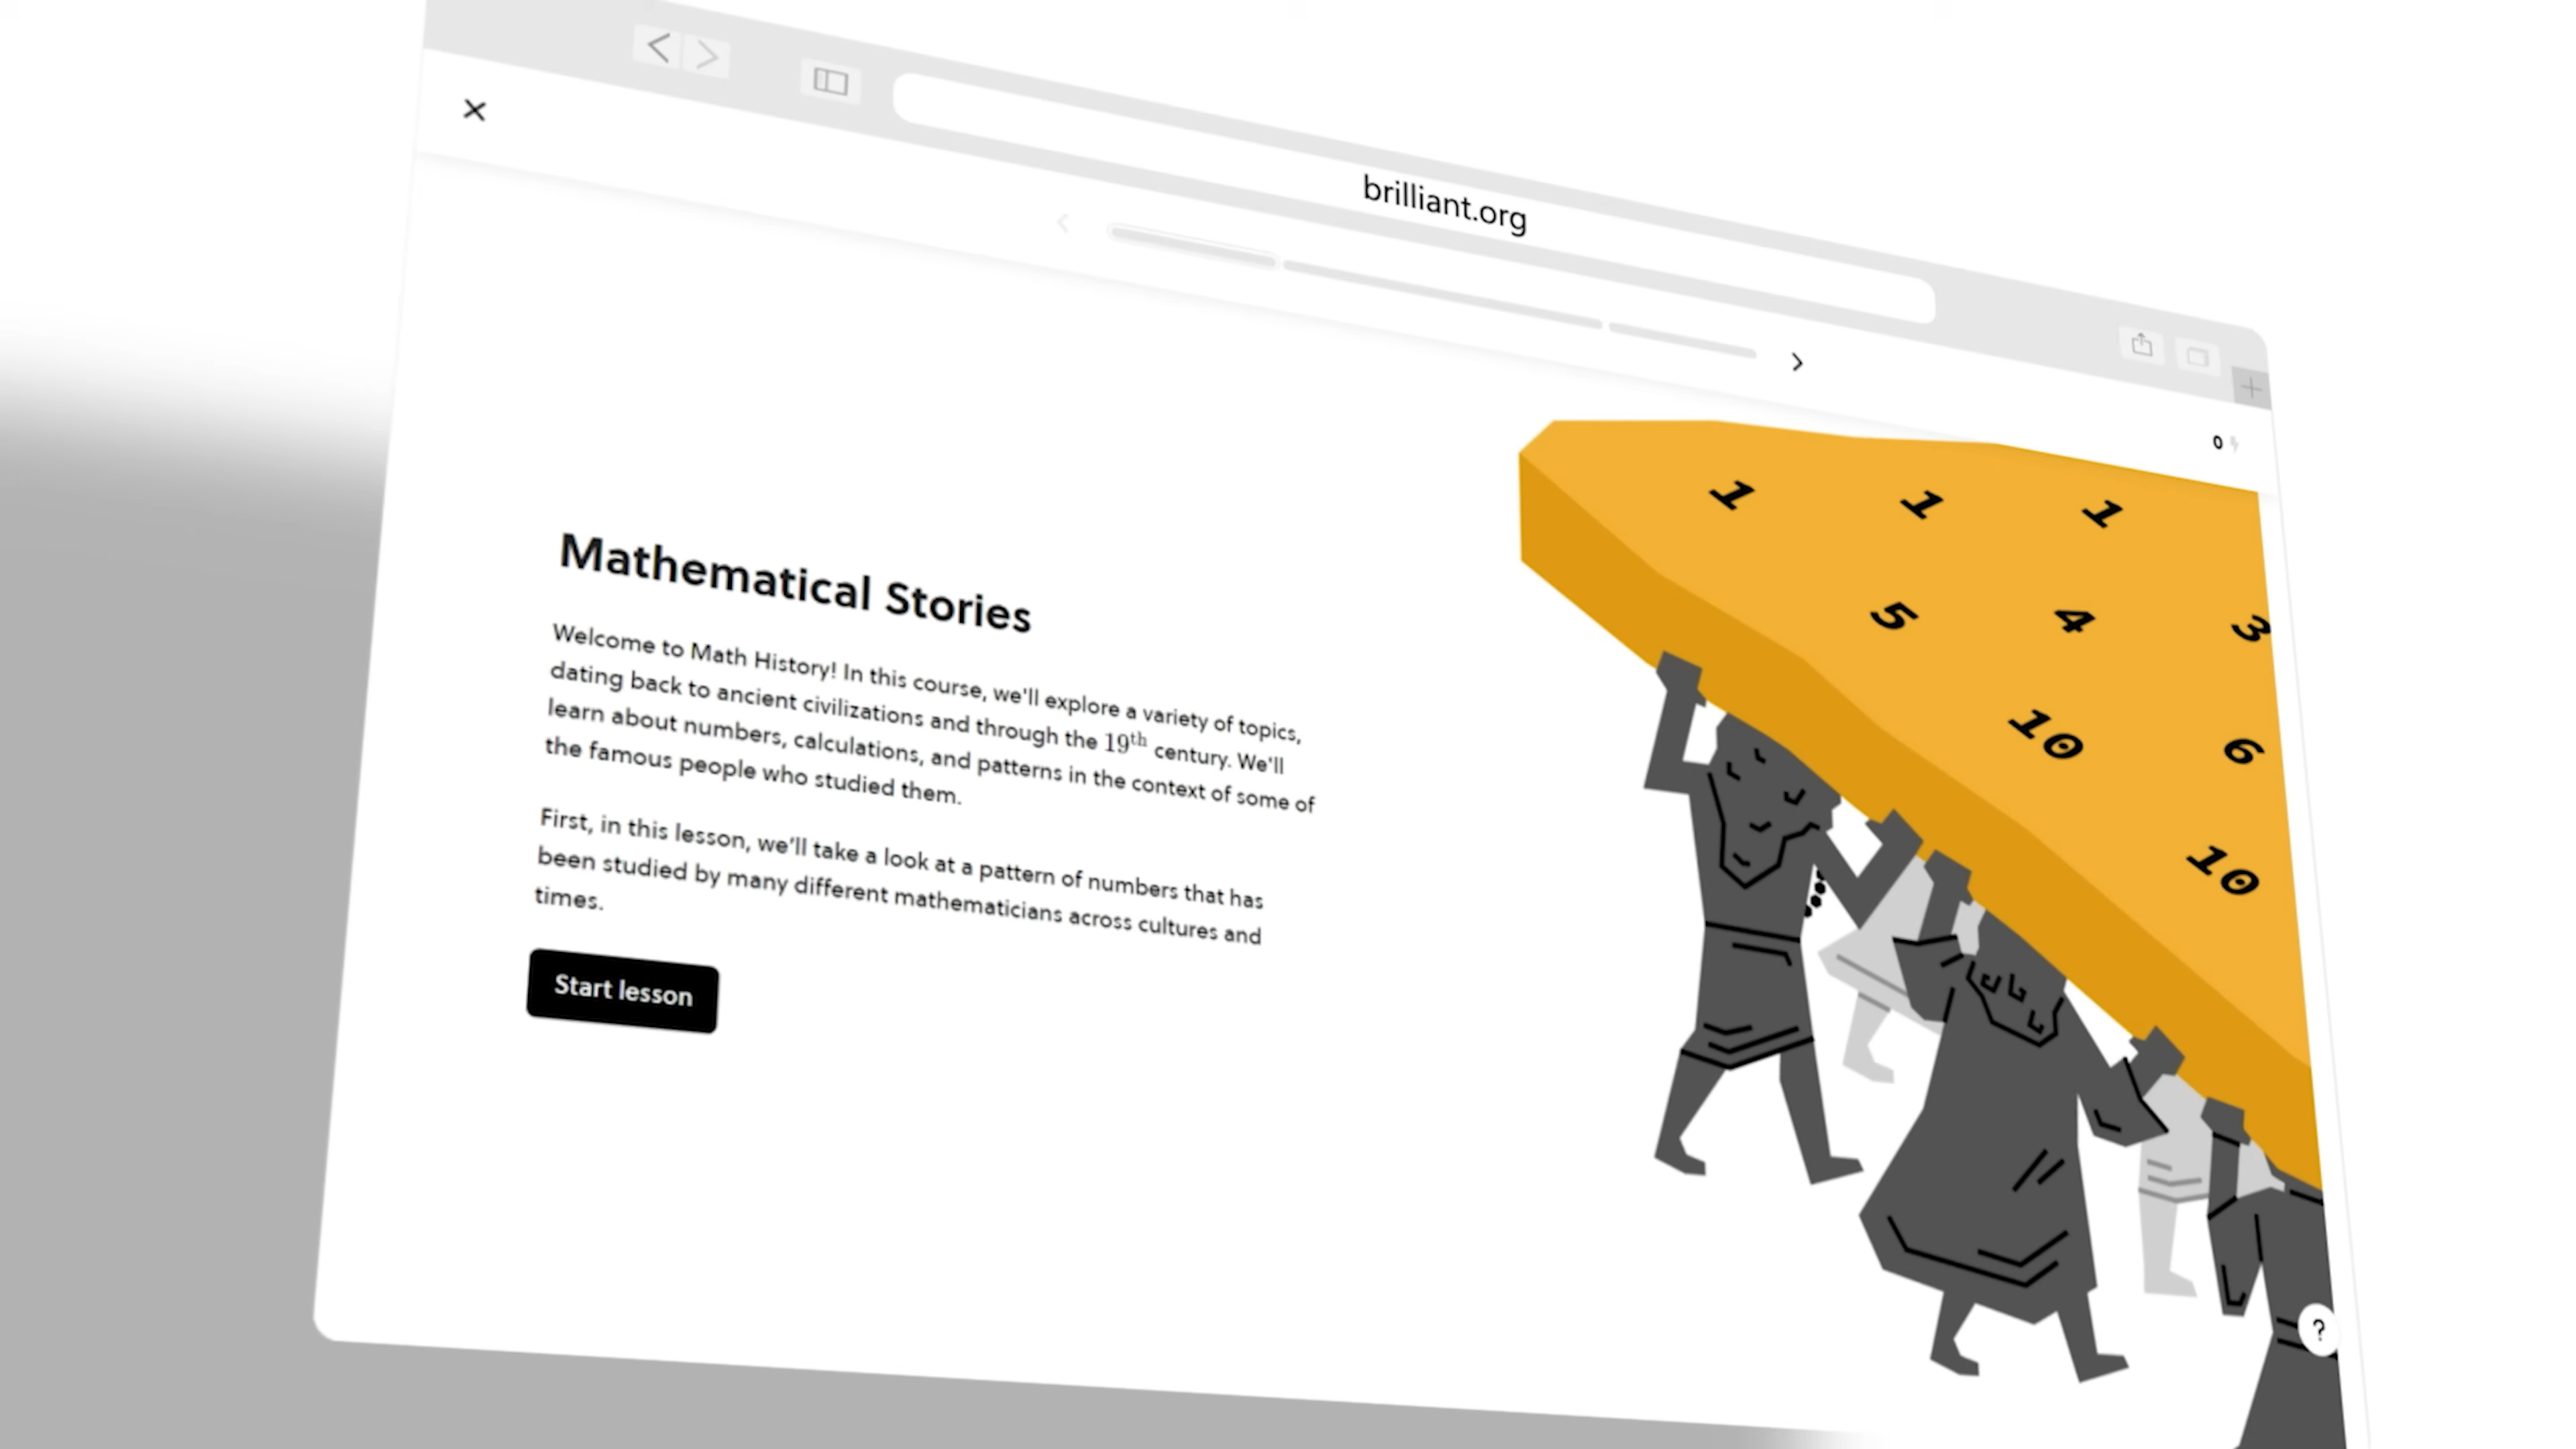 brilliant.org
0
Mathematical Stories
Welcome to Math History! In this course, we'll explore a variety of topics,
dating back to ancient civilizations and through the 19th century. We'll
learn about numbers, calculations, and patterns in the context of some of
the famous people who studied them.
First, in this lesson, we'll take a look at a pattern of numbers that has
been studied by many different mathematicians across cultures and
times.
Start lesson
1 1 1
5 4 3
10 6
10
?